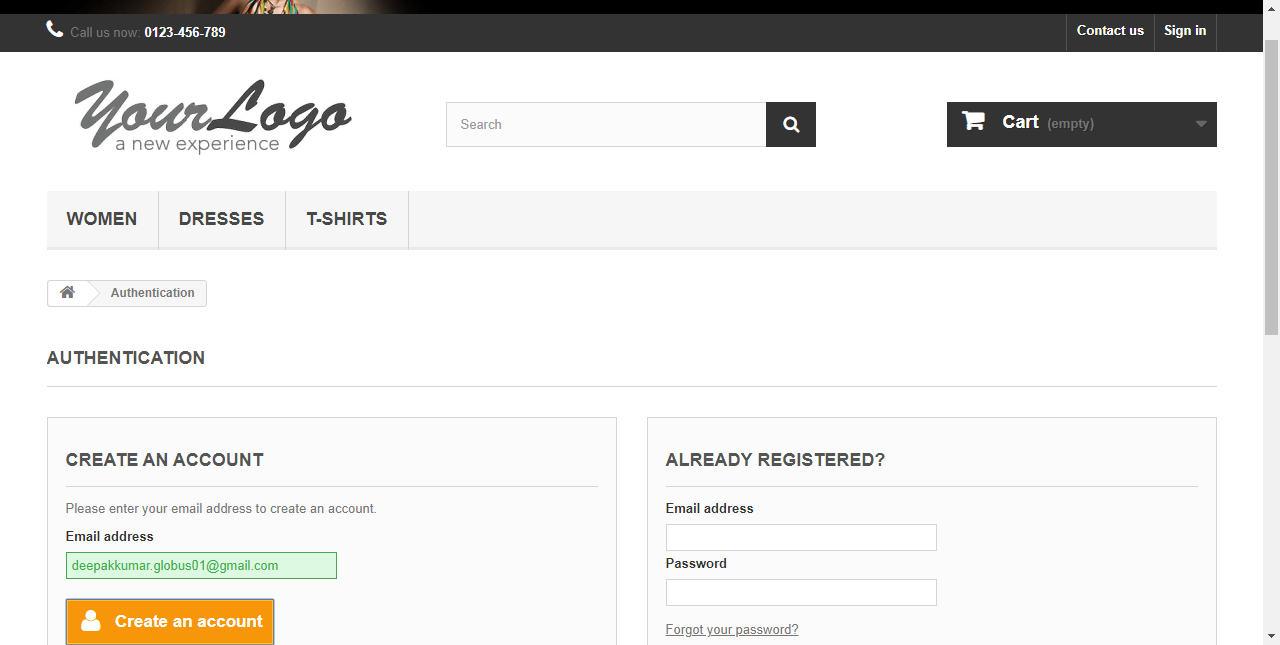 Call us now: 0123-456-789
Contact us
Sign in
YourLogo
a new experience
Search
Cart (empty)
WOMEN
DRESSES
T-SHIRTS
Authentication
AUTHENTICATION
CREATE AN ACCOUNT
Please enter your email address to create an account.
Email address
deepakkumar.globus01@gmail.com
Create an account
ALREADY REGISTERED?
Email address
Password
Forgot your password?